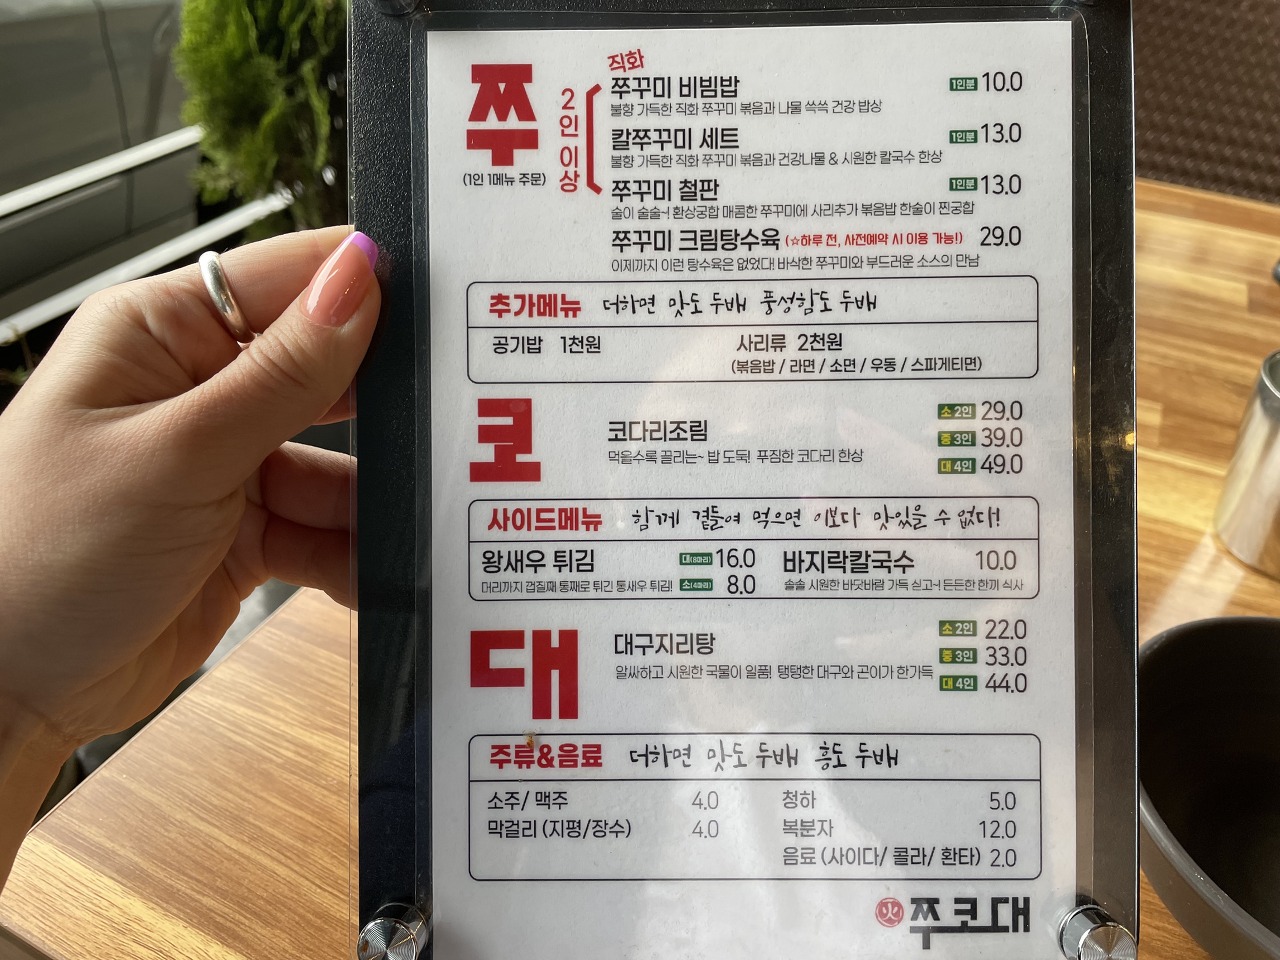 쭈
(1인 1메뉴 주문)
2인 이상
직화
쭈꾸미 비빔밥 1인분 10.0
불향 가득한 직화 쭈꾸미 볶음과 나물 쓱쓱 건강 밥상
칼쭈꾸미 세트 1인분 13.0
불향 가득한 직화 쭈꾸미 볶음과 건강나물 & 시원한 칼국수 한상
쭈꾸미 철판 1인분 13.0
술이 술술~! 환상궁합 매콤한 쭈꾸미에 사리추가 볶음밥 한술이 찐궁합
쭈꾸미 크림탕수육 (☆하루 전, 사전예약 시 이용 가능!) 29.0
이제까지 이런 탕수육은 없었다! 바삭한 쭈꾸미와 부드러운 소스의 만남
추가메뉴 더하면 맛도 두배 풍성함도 두배
공기밥 1천원 사리류 2천원
(볶음밥 / 라면 / 소면 / 우동 / 스파게티면)
코
코다리조림
먹을수록 끌리는~ 밥 도둑! 푸짐한 코다리 한상
소 2인 29.0
중 3인 39.0
대 4인 49.0
사이드메뉴 함께 곁들여 먹으면 이보다 맛있을 수 없다!
왕새우 튀김 대(8마리) 16.0
머리까지 껍질째 통째로 튀긴 통새우 튀김! 소(4마리) 8.0
바지락칼국수 10.0
솔솔 시원한 바닷바람 가득 싣고~! 든든한 한끼 식사
대
대구지리탕
알싸하고 시원한 국물이 일품! 탱탱한 대구와 곤이가 한가득
소 2인 22.0
중 3인 33.0
대 4인 44.0
주류&음료 더하면 맛도 두배 흥도 두배
소주/ 맥주 4.0 청하 5.0
막걸리 (지평/장수) 4.0 복분자 12.0
음료 (사이다/ 콜라/ 환타) 2.0
火 쭈코대